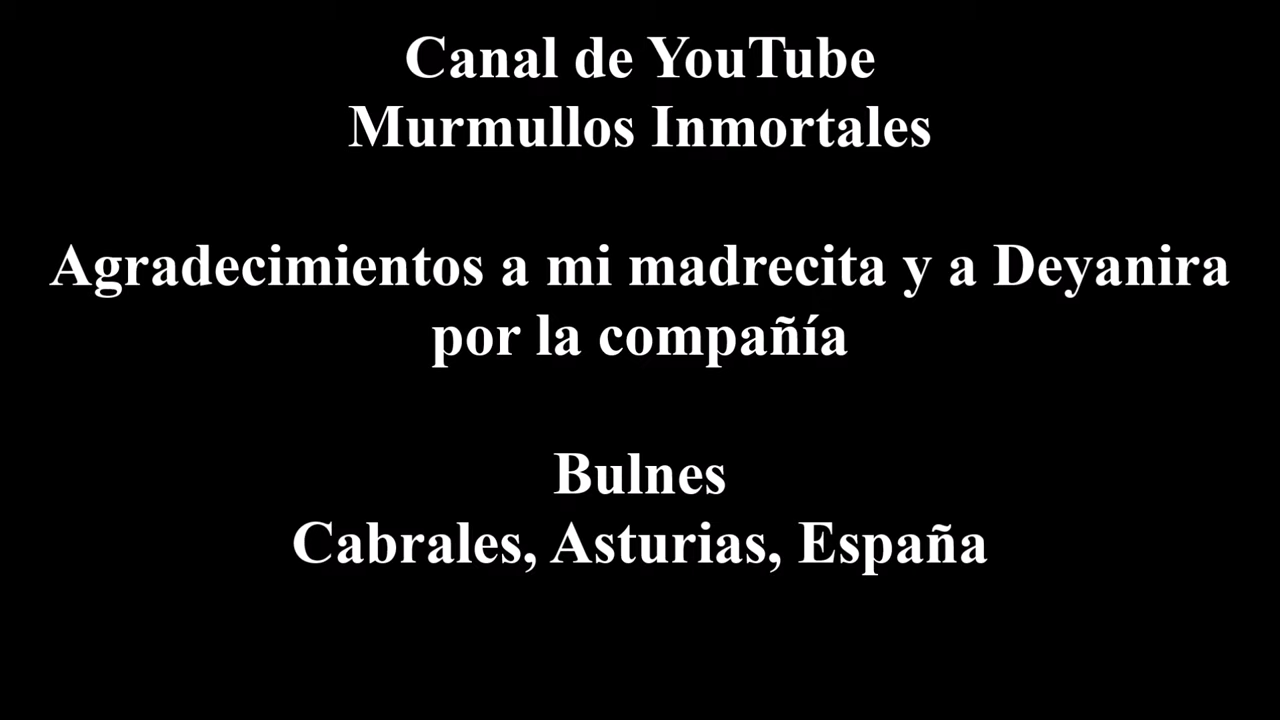 Canal de YouTube
Murmullos Inmortales
Agradecimientos a mi madrecita y a Deyanira
por la compañía
Bulnes
Cabrales, Asturias, España